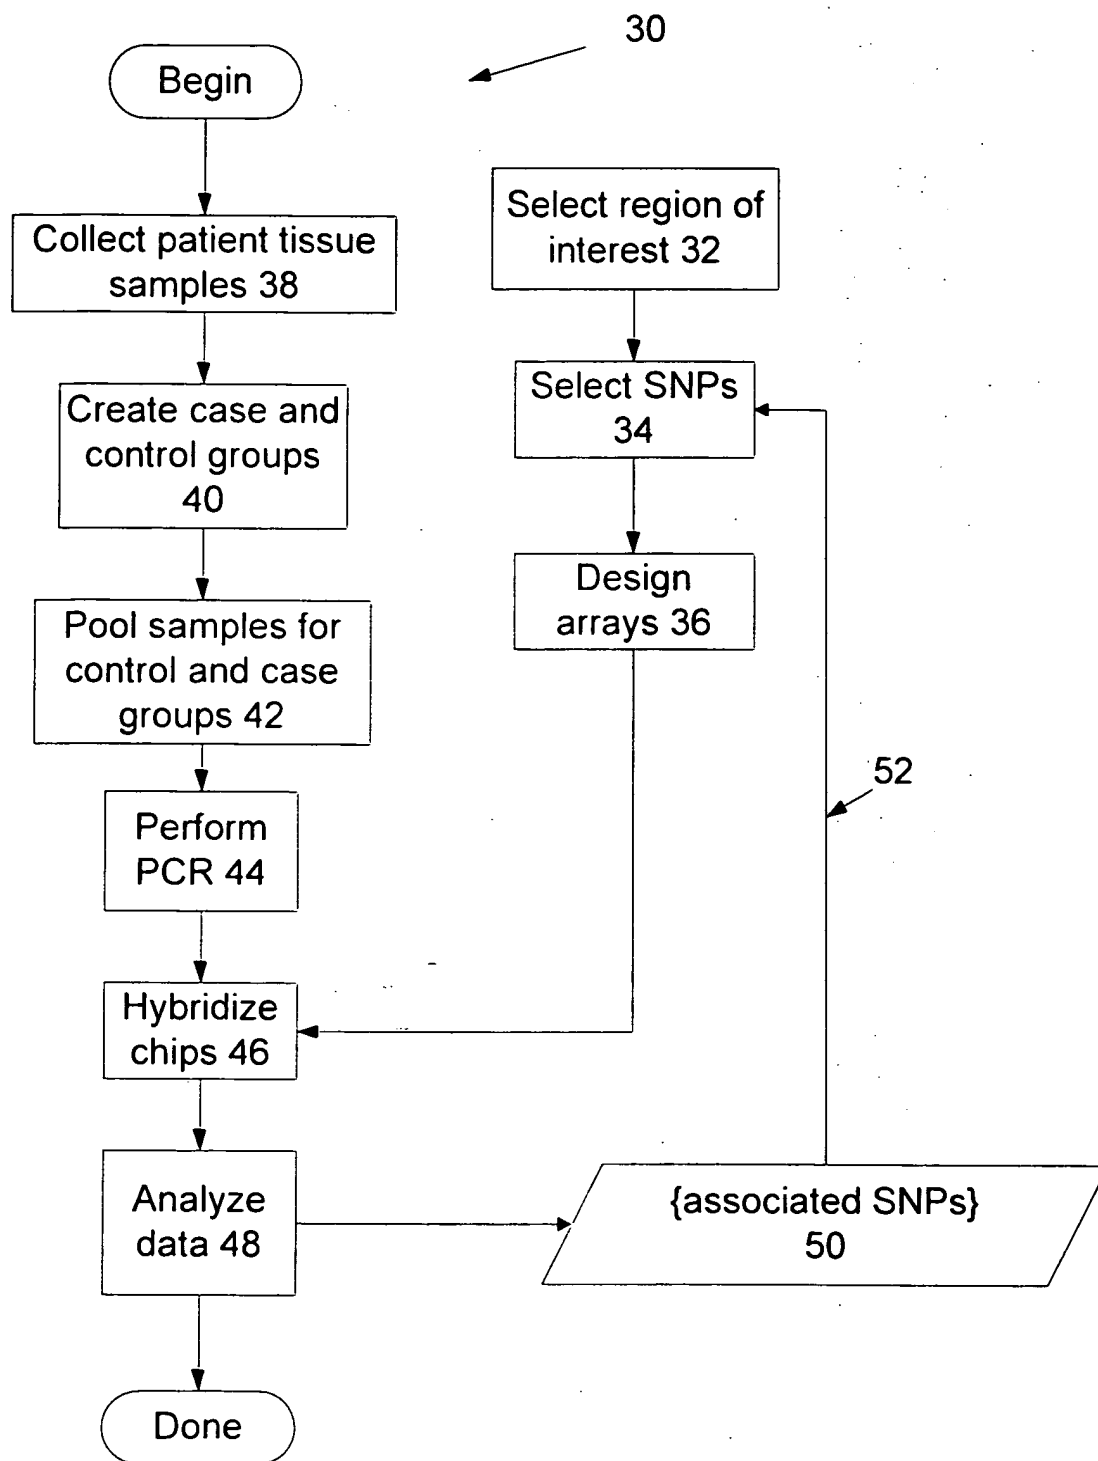 30
Begin
Collect patient tissue
samples 38
Create case and
control groups
40
Pool samples for
control and case
groups 42
Perform
PCR 44
Hybridize
chips 46
Analyze
data 48
Done
Select region of
interest 32
Select SNPs
34
Design
arrays 36
52
{associated SNPs}
50